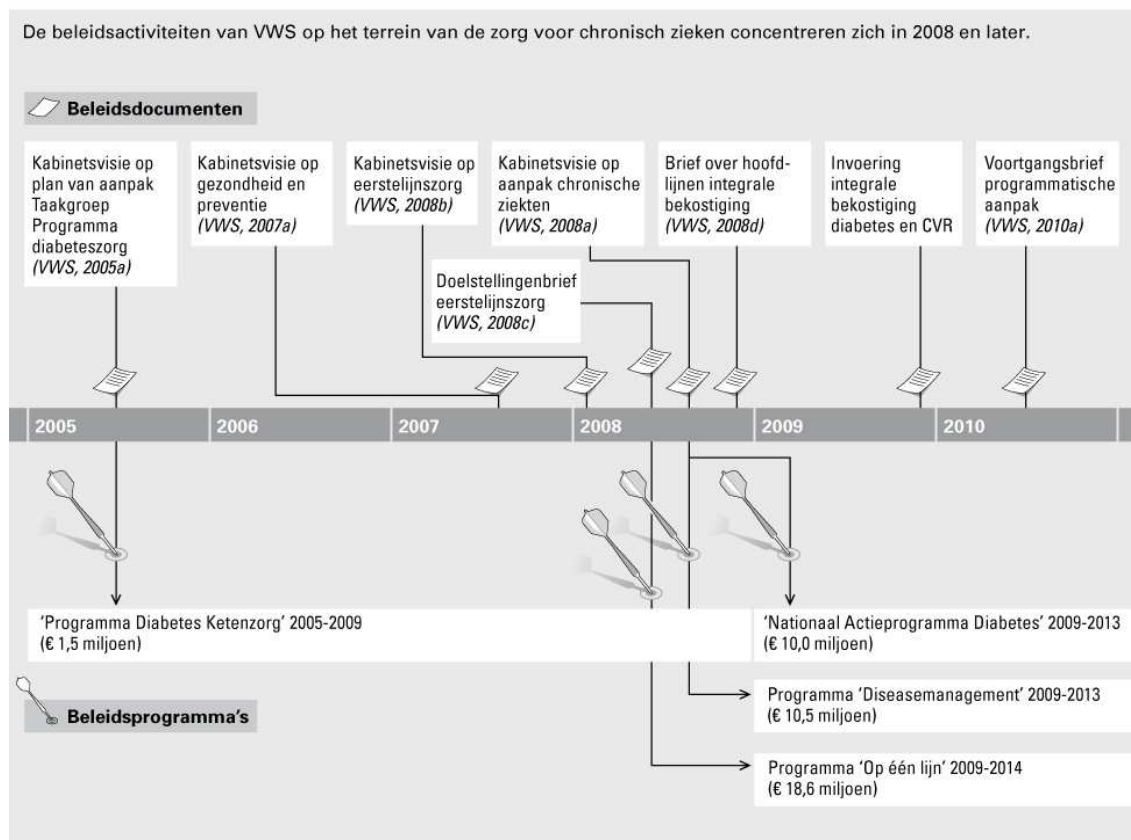 De beleidsactiviteiten van VWS op het terrein van de zorg voor chronisch zieken concentreren zich in 2008 en later.
Beleidsdocumenten
Kabinetsvisie op
plan van aanpak
Taakgroep
Programma
diabeteszorg
(VWS, 2005a)
Kabinetsvisie op
gezondheid en
preventie
(VWS, 2007a)
Kabinetsvisie op
eerstelijnszorg
(VWS, 2008b)
Kabinetsvisie op
aanpak chronische
ziekten
(VWS, 2008a)
Brief over hoofd-
lijnen integrale
bekostiging
(VWS, 2008d)
Invoering
integrale
bekostiging
diabetes en CVR
Voortgangsbrief
programmatische
aanpak
(VWS, 2010a)
Doelstellingenbrief
eerstelijnszorg
(VWS, 2008c)
2005
2006
2007
2008
2009
2010
'Programma Diabetes Ketenzorg' 2005-2009
(€ 1,5 miljoen)
'Nationaal Actieprogramma Diabetes' 2009-2013
(€ 10,0 miljoen)
Beleidsprogramma's
Programma 'Diseasemanagement' 2009-2013
(€ 10,5 miljoen)
Programma 'Op één lijn' 2009-2014
(€ 18,6 miljoen)